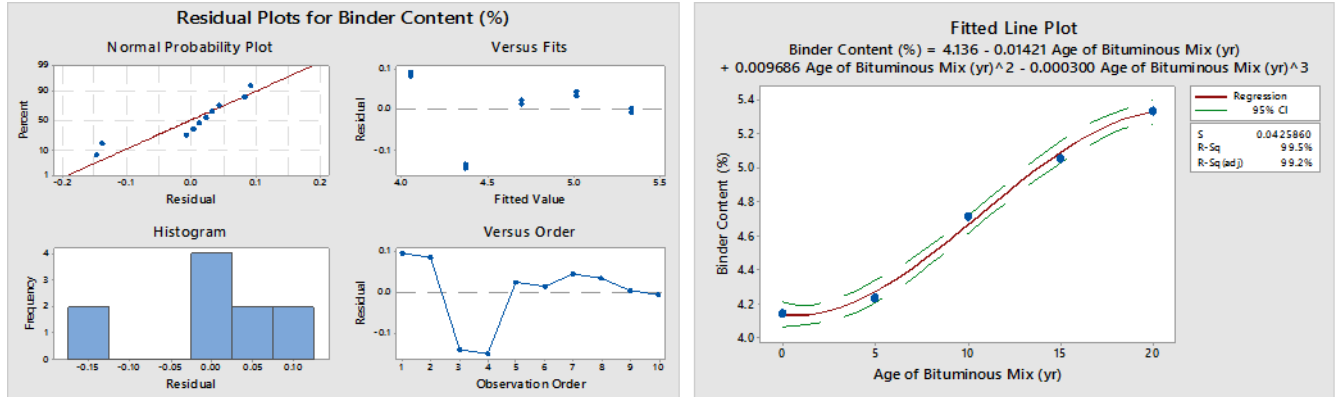 Residual Plots for Binder Content (%)
Normal Probability Plot
99
90
50
10
1
Percent
-0.2
-0.1
0.0
0.1
0.2
Residual
Versus Fits
0.1
0.0
-0.1
Residual
4.0
4.5
5.0
5.5
Fitted Value
Histogram
4
3
2
1
0
Frequency
-0.15
-0.10
-0.05
0.00
0.05
0.10
Residual
Versus Order
0.1
0.0
-0.1
Residual
1
2
3
4
5
6
7
8
9
10
Observation Order
Fitted Line Plot
Binder Content (%) = 4.136 - 0.01421 Age of Bituminous Mix (yr)
+ 0.009686 Age of Bituminous Mix (yr)^2 - 0.000300 Age of Bituminous Mix (yr)^3
5.4
5.2
5.0
4.8
4.6
4.4
4.2
4.0
Binder Content (%)
0
5
10
15
20
Age of Bituminous Mix (yr)
Regression
95% CI
S 0.0425860
R-Sq 99.5%
R-Sq(adj) 99.2%